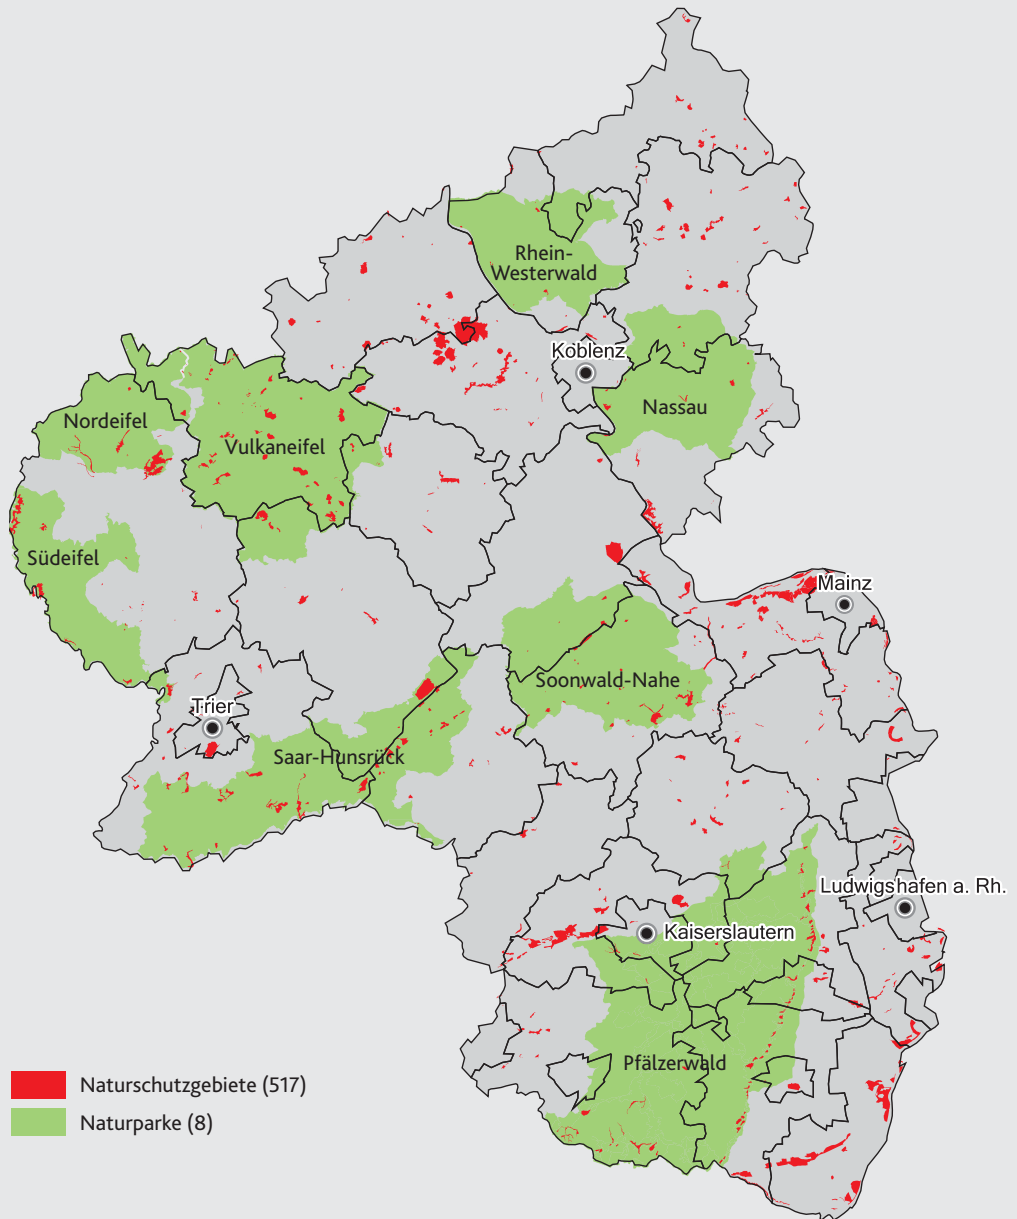 Rhein-
Westerwald
Koblenz
Nassau
Nordeifel
Vulkaneifel
Südeifel
Mainz
Soonwald-Nahe
Trier
Saar-Hunsrück
Ludwigshafen a. Rh.
Kaiserslautern
Pfälzerwald
Naturschutzgebiete (517)
Naturparke (8)